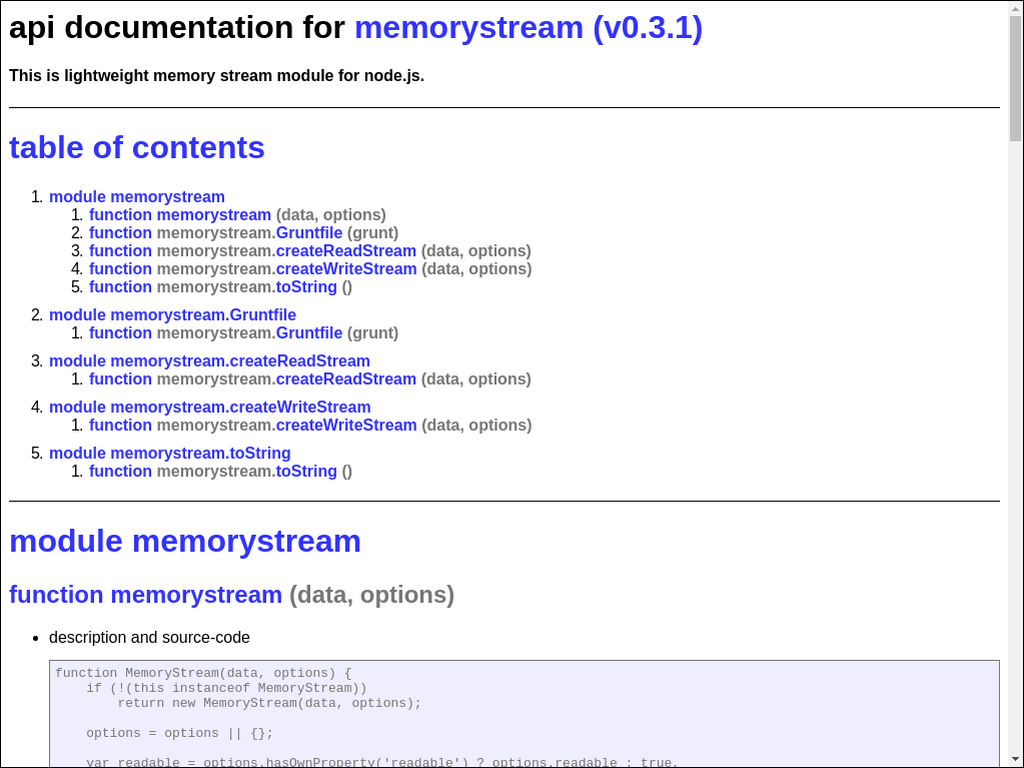 api documentation for memorystream (v0.3.1)
This is lightweight memory stream module for node.js.
table of contents
1. module memorystream
1. function memorystream (data, options)
2. function memorystream.Gruntfile (grunt)
3. function memorystream.createReadStream (data, options)
4. function memorystream.createWriteStream (data, options)
5. function memorystream.toString ()
2. module memorystream.Gruntfile
1. function memorystream.Gruntfile (grunt)
3. module memorystream.createReadStream
1. function memorystream.createReadStream (data, options)
4. module memorystream.createWriteStream
1. function memorystream.createWriteStream (data, options)
5. module memorystream.toString
1. function memorystream.toString ()
module memorystream
function memorystream (data, options)
• description and source-code
function MemoryStream(data, options) {
    if (!(this instanceof MemoryStream))
        return new MemoryStream(data, options);
    options = options || {};
    var readable = options.hasOwnProperty('readable') ? options.readable : true,